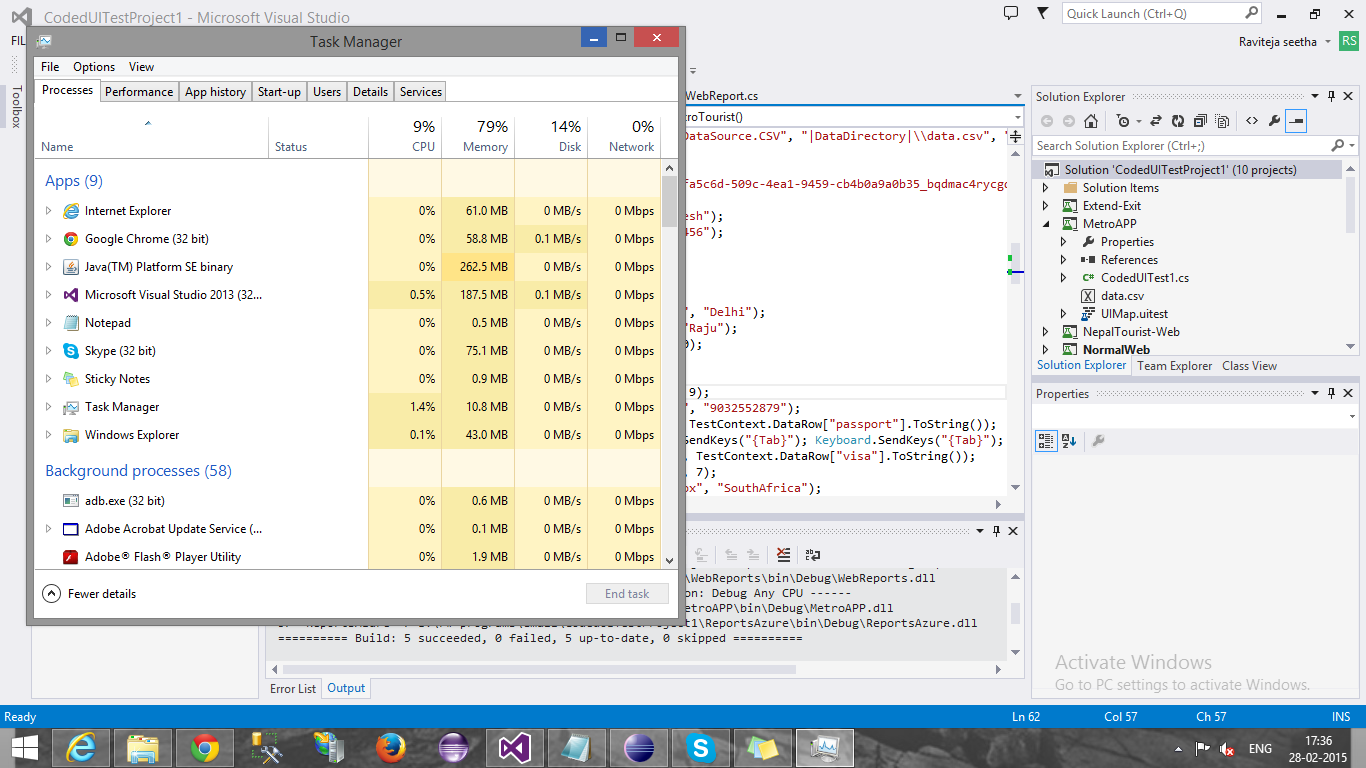 CodedUITestProject1 - Microsoft Visual Studio
Quick Launch (Ctrl+Q)
FIL
Raviteja seetha
RS
Toolbox
Task Manager
File Options View
Processes Performance App history Start-up Users Details Services
9% 79% 14% 0%
Name Status CPU Memory Disk Network
Apps (9)
Internet Explorer 0% 61.0 MB 0 MB/s 0 Mbps
Google Chrome (32 bit) 0% 58.8 MB 0.1 MB/s 0 Mbps
Java(TM) Platform SE binary 0% 262.5 MB 0 MB/s 0 Mbps
Microsoft Visual Studio 2013 (32... 0.5% 187.5 MB 0.1 MB/s 0 Mbps
Notepad 0% 0.5 MB 0 MB/s 0 Mbps
Skype (32 bit) 0% 75.1 MB 0 MB/s 0 Mbps
Sticky Notes 0% 0.9 MB 0 MB/s 0 Mbps
Task Manager 1.4% 10.8 MB 0 MB/s 0 Mbps
Windows Explorer 0.1% 43.0 MB 0 MB/s 0 Mbps
Background processes (58)
adb.exe (32 bit) 0% 0.6 MB 0 MB/s 0 Mbps
Adobe Acrobat Update Service (... 0% 0.1 MB 0 MB/s 0 Mbps
Adobe® Flash® Player Utility 0% 1.9 MB 0 MB/s 0 Mbps
Fewer details
End task
WebReport.cs
roTourist()
DataSource.CSV", "|DataDirectory|\\data.csv", "
fa5c6d-509c-4ea1-9459-cb4b0a9a0b35_bqdmac4rycgc
esh");
456");
", "Delhi");
"Raju");
0);
9);
", "9032552879");
TestContext.DataRow["passport"].ToString());
SendKeys("{Tab}"); Keyboard.SendKeys("{Tab}");
, TestContext.DataRow["visa"].ToString());
, 7);
ox", "SouthAfrica");
\WebReports\bin\Debug\WebReports.dll
on: Debug Any CPU ------
etroAPP\bin\Debug\MetroAPP.dll
\ReportsAzure\bin\Debug\ReportsAzure.dll
========== Build: 5 succeeded, 0 failed, 5 up-to-date, 0 skipped ==========
Error List Output
Solution Explorer
Search Solution Explorer (Ctrl+;)
Solution 'CodedUITestProject1' (10 projects)
Solution Items
Extend-Exit
MetroAPP
Properties
References
C# CodedUITest1.cs
data.csv
UIMap.uitest
NepalTourist-Web
NormalWeb
Solution Explorer Team Explorer Class View
Properties
Activate Windows
Go to PC settings to activate Windows.
Ready Ln 62 Col 57 Ch 57 INS
ENG
17:36
28-02-2015